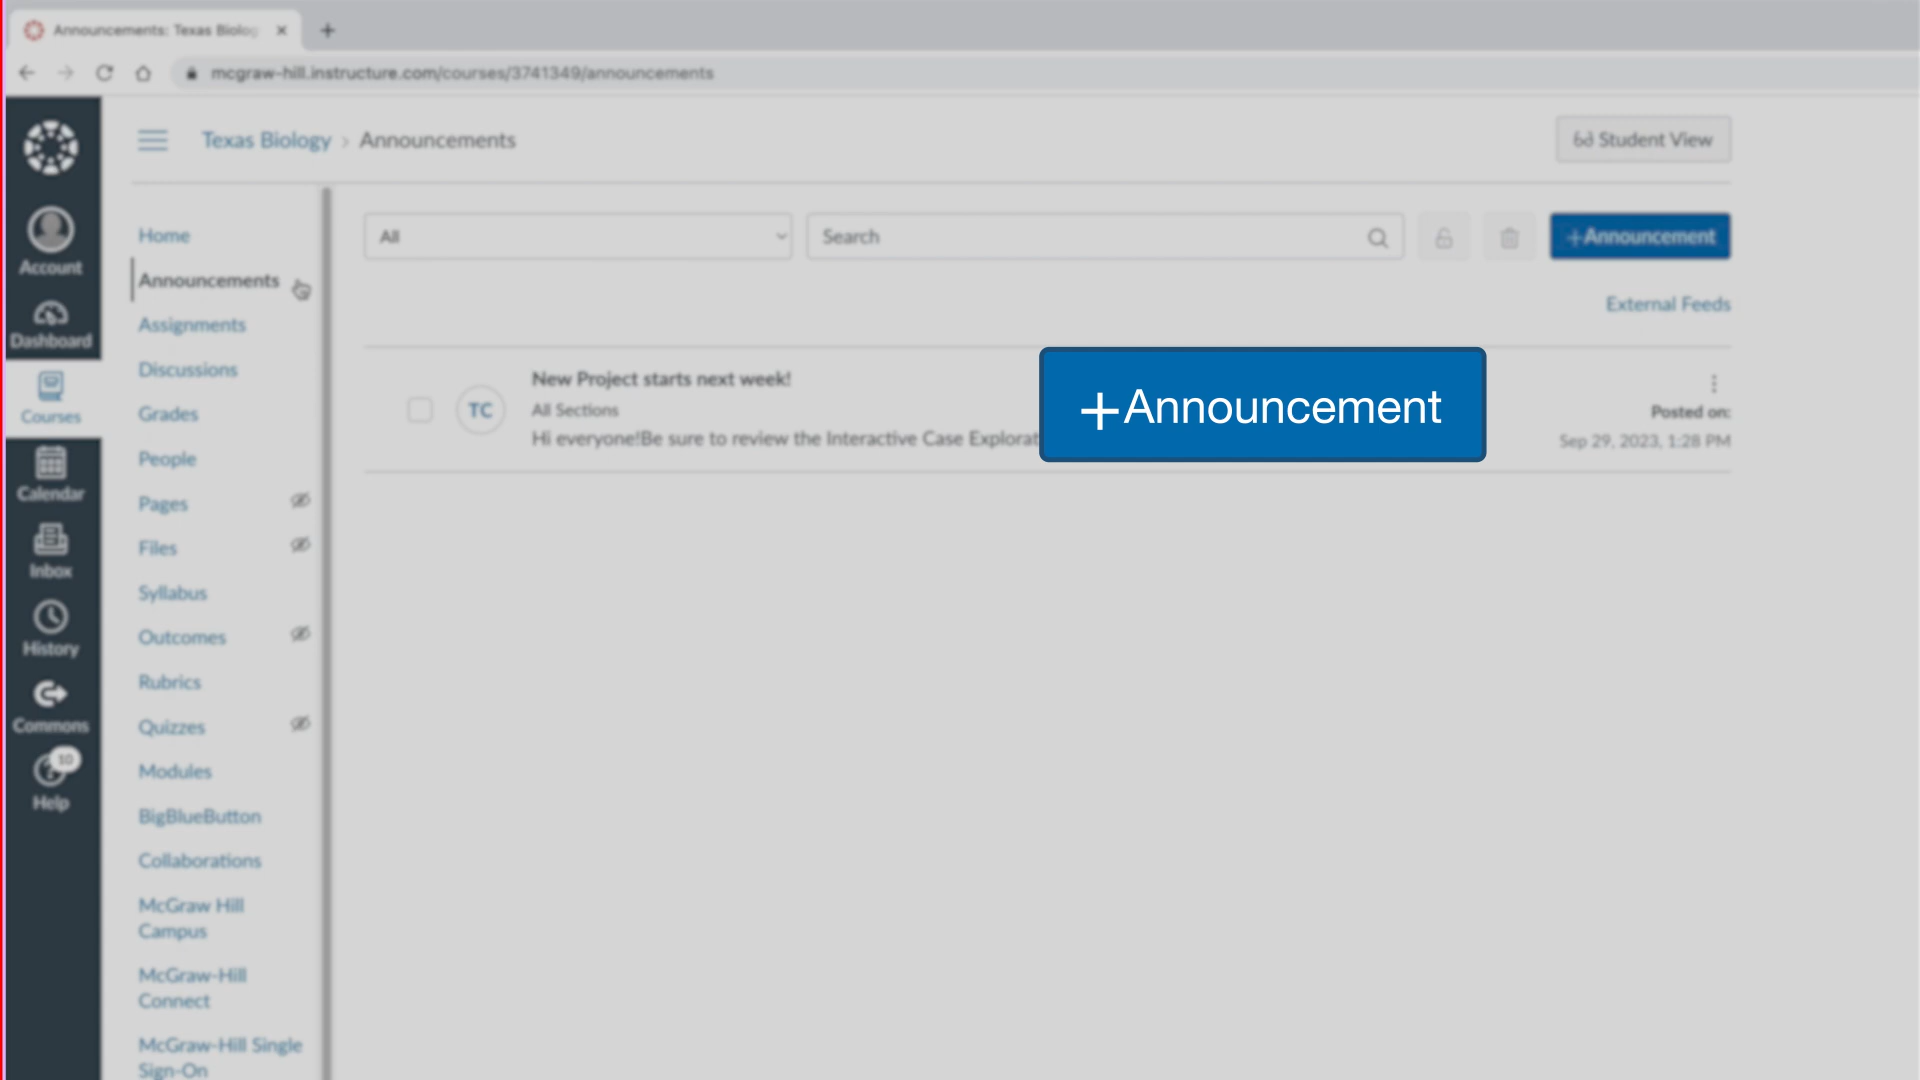 Announcements: Texas Biolog
mcgraw-hill.instructure.com/courses/3741349/announcements
Texas Biology › Announcements
Student View
Account
Dashboard
Courses
Calendar
Inbox
History
Commons
10
Help
Home
Announcements
Assignments
Discussions
Grades
People
Pages
Files
Syllabus
Outcomes
Rubrics
Quizzes
Modules
BigBlueButton
Collaborations
McGraw Hill
Campus
McGraw-Hill
Connect
McGraw-Hill Single
Sign-On
All
Search
+Announcement
External Feeds
TC
New Project starts next week!
All Sections
Hi everyone!Be sure to review the Interactive Case Explorat
+Announcement
Posted on:
Sep 29, 2023, 1:28 PM